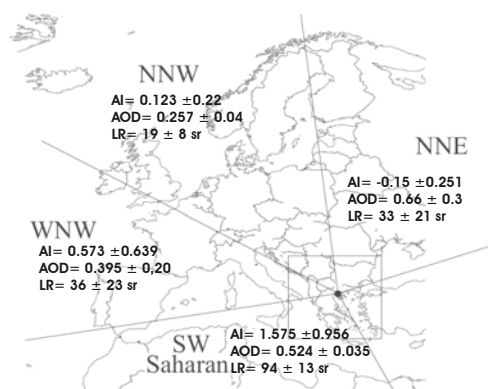 NNW
AI= 0.123 ±0.22
AOD= 0.257 ± 0.04
LR= 19 ± 8 sr
NNE
AI= -0.15 ±0.251
AOD= 0.66 ± 0.3
LR= 33 ± 21 sr
WNW
AI= 0.573 ±0.639
AOD= 0.395 ± 0,20
LR= 36 ± 23 sr
SW
Saharan
AI= 1.575 ±0.956
AOD= 0.524 ± 0.035
LR= 94 ± 13 sr